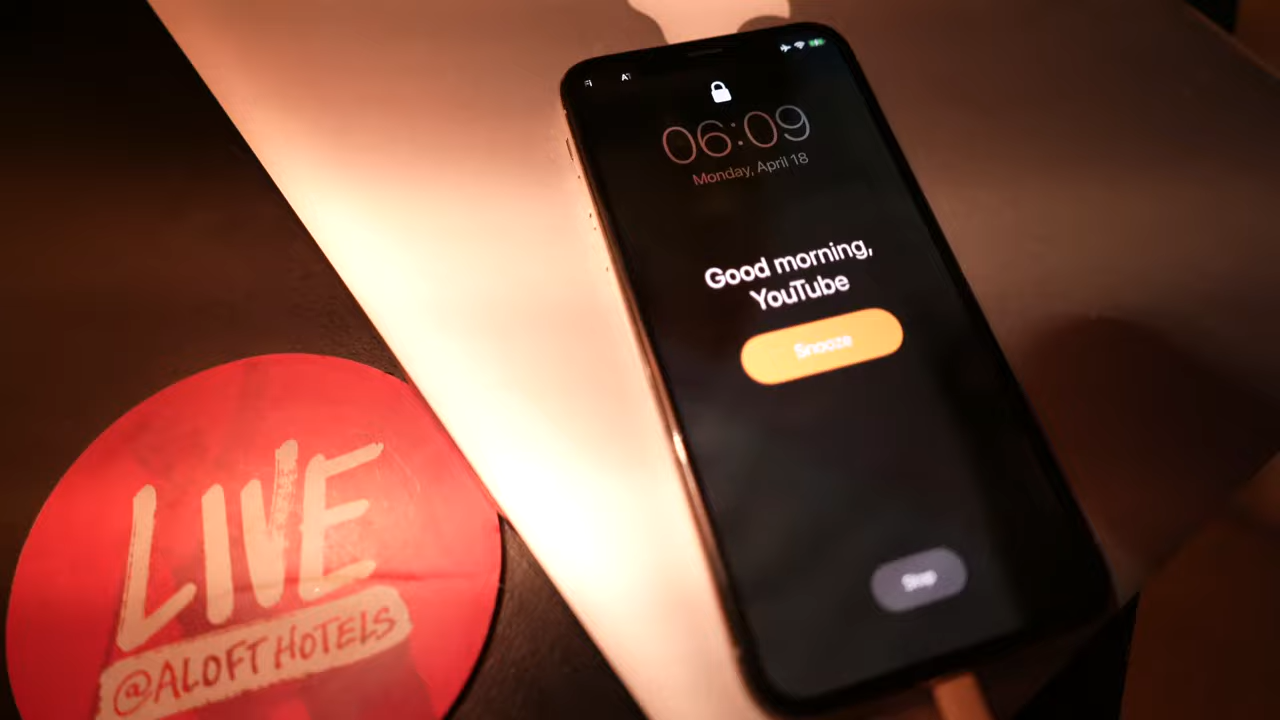 06:09
Monday, April 18
Good morning,
YouTube
Snooze
Stop
LIVE
@ALOFT HOTELS